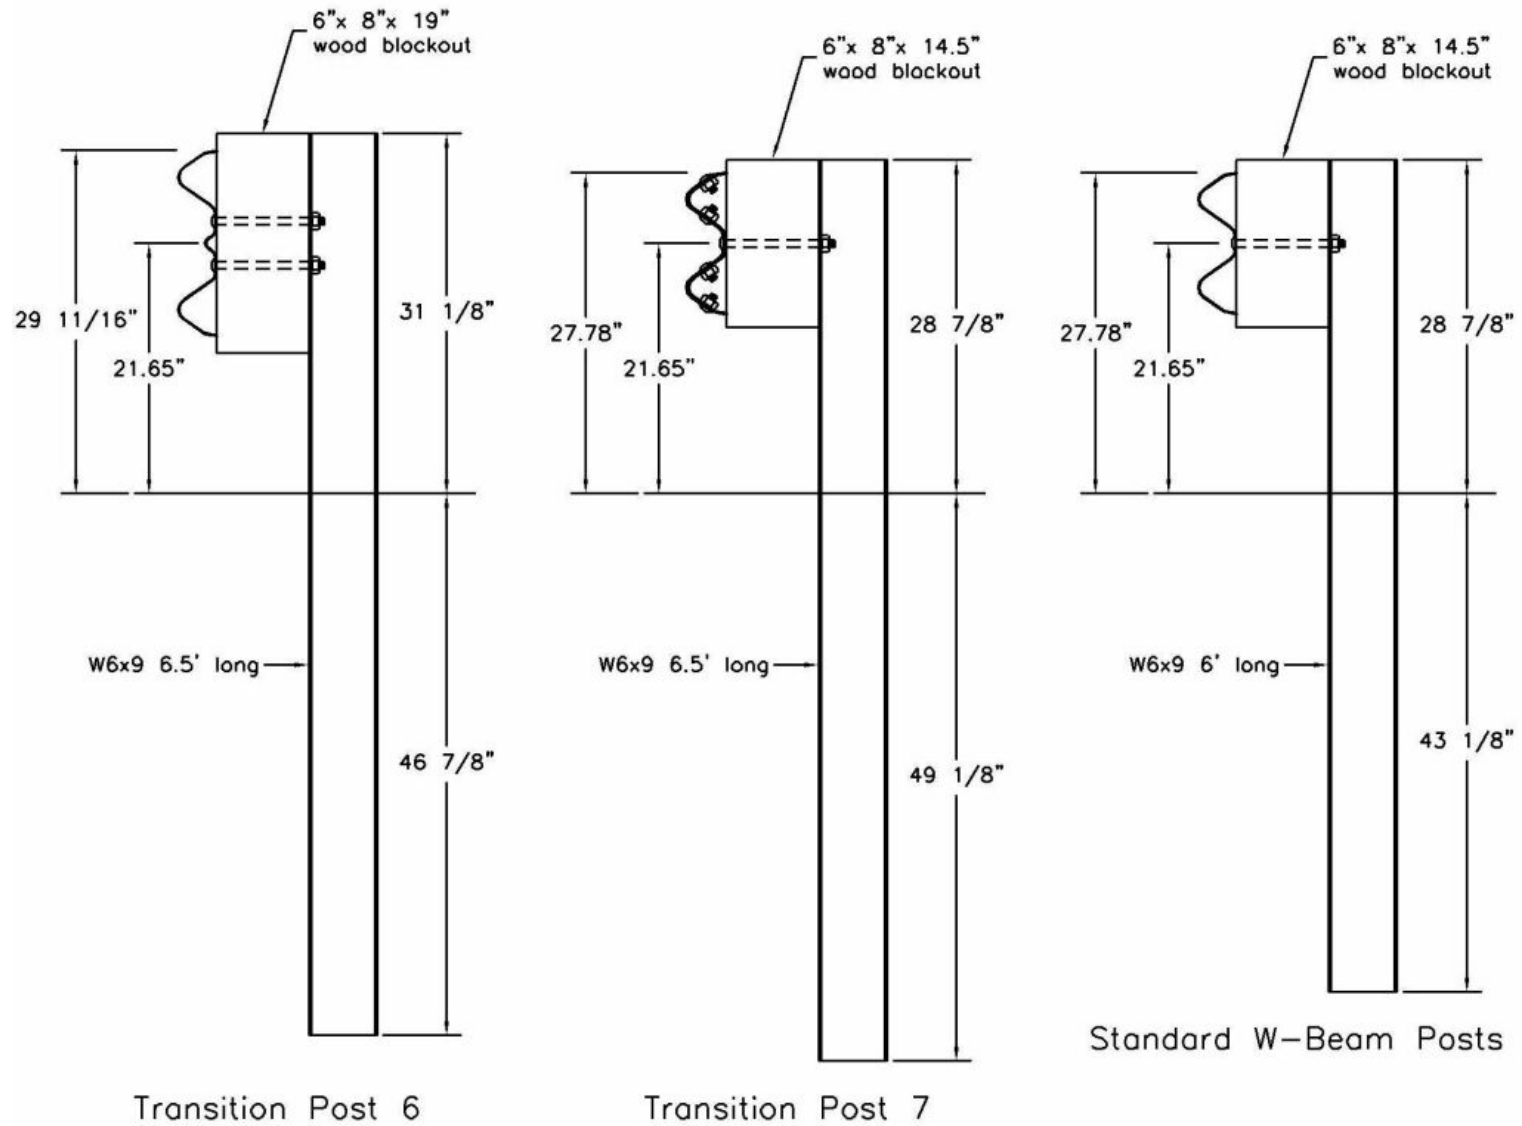 6”x 8”x 19”
wood blockout
29 11/16”
21.65”
31 1/8”
W6x9 6.5' long
46 7/8”
Transition Post 6
6”x 8”x 14.5”
wood blockout
27.78”
21.65”
28 7/8”
W6x9 6.5' long
49 1/8”
Transition Post 7
6”x 8”x 14.5”
wood blockout
27.78”
21.65”
28 7/8”
W6x9 6' long
43 1/8”
Standard W-Beam Posts